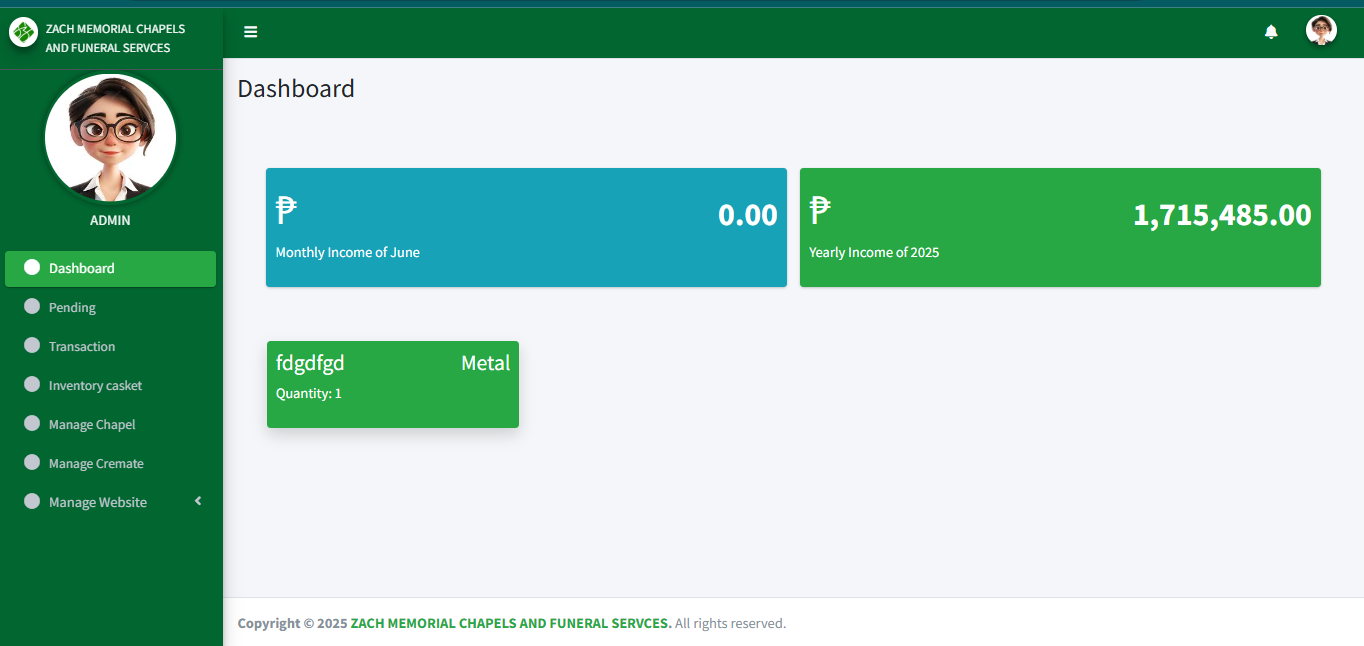 ZACH MEMORIAL CHAPELS
AND FUNERAL SERVCES
ADMIN
Dashboard
Pending
Transaction
Inventory casket
Manage Chapel
Manage Cremate
Manage Website
Dashboard
₱ 0.00
Monthly Income of June
₱ 1,715,485.00
Yearly Income of 2025
fdgdfgd Metal
Quantity: 1
Copyright © 2025 ZACH MEMORIAL CHAPELS AND FUNERAL SERVCES. All rights reserved.